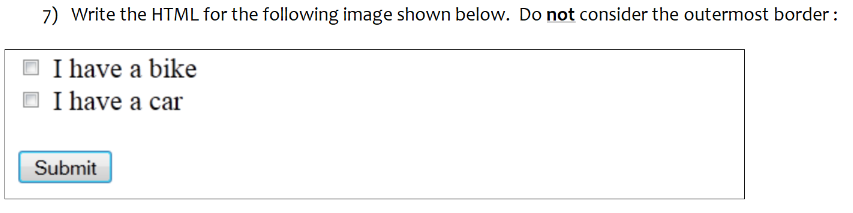 7) Write the HTML for the following image shown below. Do not consider the outermost border :
I have a bike
I have a car
Submit